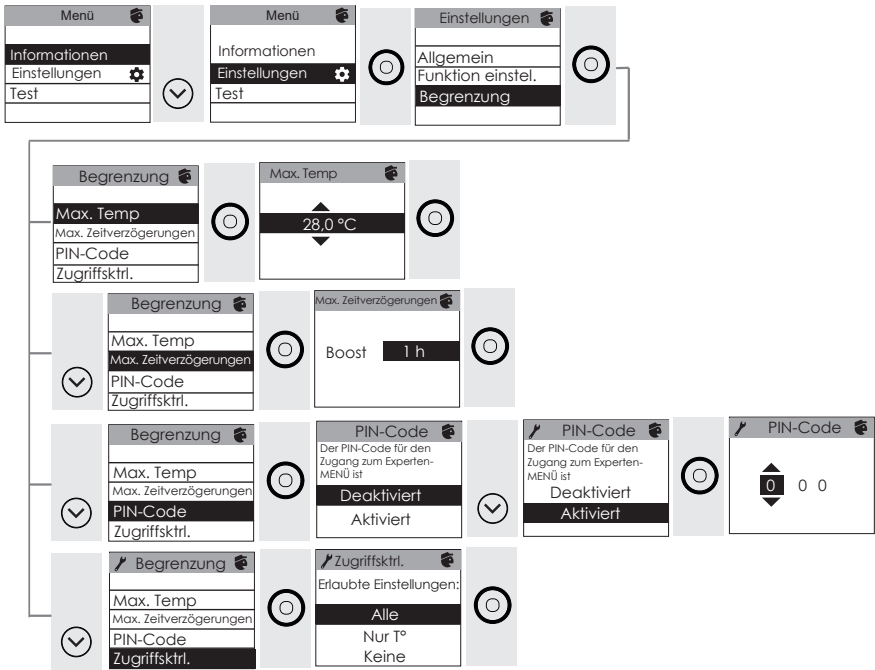 Menü
Informationen
Einstellungen
Test
Menü
Informationen
Einstellungen
Test
Einstellungen
Allgemein
Funktion einstel.
Begrenzung
Begrenzung
Max. Temp
Max. Zeitverzögerungen
PIN-Code
Zugriffsktrl.
Max. Temp
28,0 °C
Begrenzung
Max. Temp
Max. Zeitverzögerungen
PIN-Code
Zugriffsktrl.
Max. Zeitverzögerungen
Boost 1 h
Begrenzung
Max. Temp
Max. Zeitverzögerungen
PIN-Code
Zugriffsktrl.
PIN-Code
Der PIN-Code für den
Zugang zum Experten-
MENÜ ist
Deaktiviert
Aktiviert
PIN-Code
Der PIN-Code für den
Zugang zum Experten-
MENÜ ist
Deaktiviert
Aktiviert
PIN-Code
0 0 0
Begrenzung
Max. Temp
Max. Zeitverzögerungen
PIN-Code
Zugriffsktrl.
Zugriffsktrl.
Erlaubte Einstellungen:
Alle
Nur T°
Keine